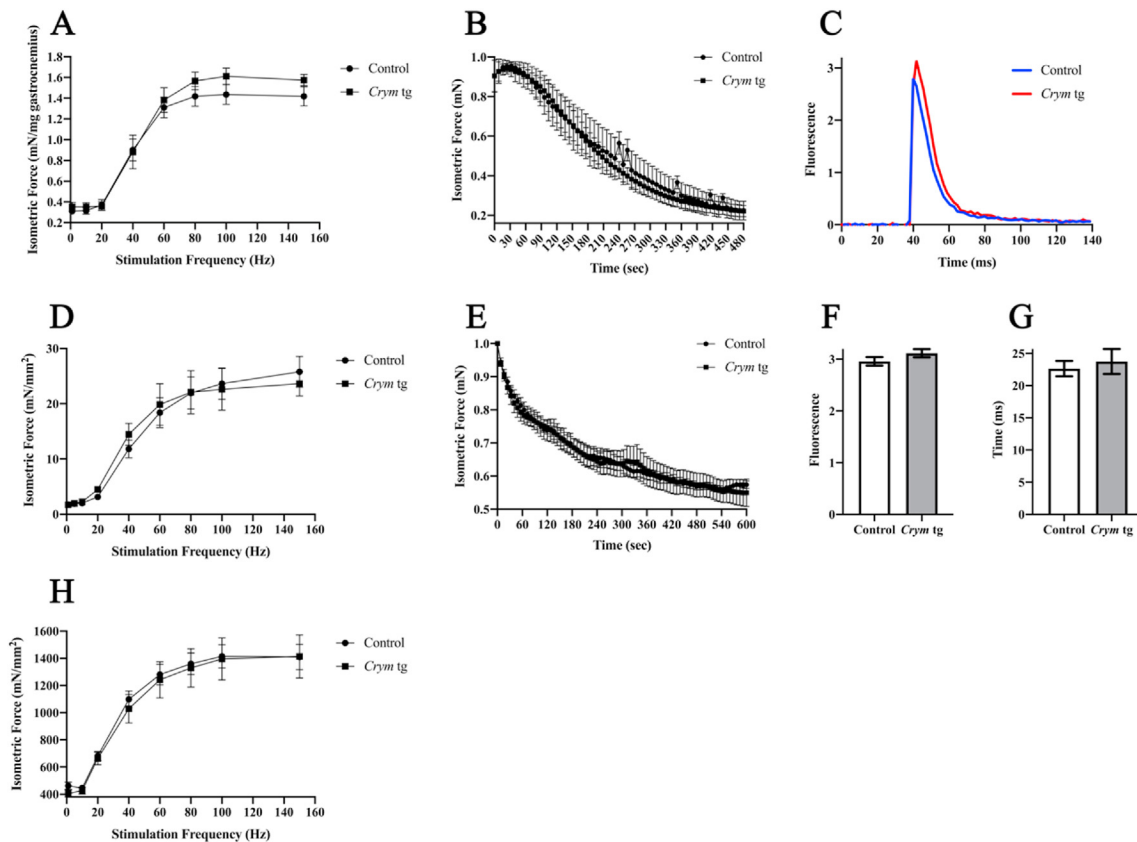 A
Isometric Force (mN/mg gastrocnemius)
1.8
1.6
1.4
1.2
1.0
0.8
0.6
0.4
0.2
0 20 40 60 80 100 120 140 160
Stimulation Frequency (Hz)
Control
Crym tg
B
Isometric Force (mN)
1.0
0.8
0.6
0.4
0.2
0 30 60 90 120 150 180 210 240 270 300 330 360 390 420 450 480
Time (sec)
Control
Crym tg
C
Fluorescence
3
2
1
0
0 20 40 60 80 100 120 140
Time (ms)
Control
Crym tg
D
Isometric Force (mN/mm²)
30
20
10
0
0 20 40 60 80 100 120 140 160
Stimulation Frequency (Hz)
Control
Crym tg
E
Isometric Force (mN)
1.0
0.9
0.8
0.7
0.6
0.5
0 60 120 180 240 300 360 420 480 540 600
Time (sec)
Control
Crym tg
F
Fluorescence
3
2
1
0
Control Crym tg
G
Time (ms)
25
20
15
10
5
0
Control Crym tg
H
Isometric Force (mN/mm²)
1600
1400
1200
1000
800
600
400
0 20 40 60 80 100 120 140 160
Stimulation Frequency (Hz)
Control
Crym tg